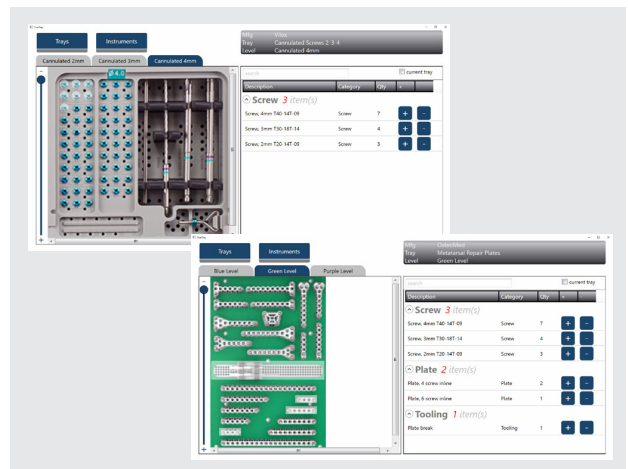 Trays Instruments
Mfg Vilex
Tray Cannulated Screws 2 3 4
Level Cannulated 4mm
Cannulated 2mm Cannulated 3mm Cannulated 4mm
Ø 4.0
search current tray
Description Category Qty +
Screw 3 item(s)
Screw, 4mm T40-14T-09 Screw 7 + -
Screw, 3mm T30-18T-14 Screw 4 + -
Screw, 2mm T20-14T-09 Screw 3 + -
Trays Instruments
Mfg OsteoMed
Tray Metatarsal Repair Plates
Level Green Level
Blue Level Green Level Purple Level
search current tray
Description Category Qty +
Screw 3 item(s)
Screw, 4mm T40-14T-09 Screw 7 + -
Screw, 3mm T30-18T-14 Screw 4 + -
Screw, 2mm T20-14T-09 Screw 3 + -
Plate 2 item(s)
Plate, 4 screw inline Plate 2 + -
Plate, 6 screw inline Plate 1 + -
Tooling 1 item(s)
Plate break Tooling 1 + -